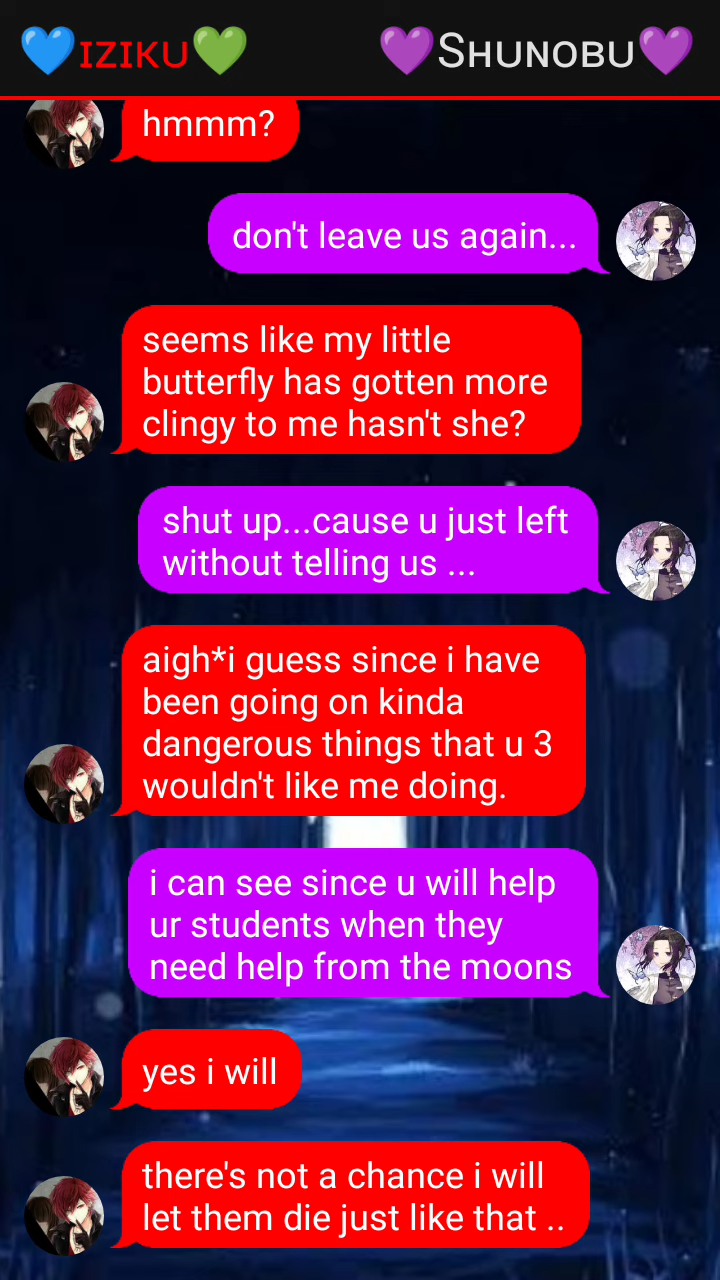 💙IZIKU💚 💜SHUNOBU💜
hmmm?
don't leave us again...
seems like my little
butterfly has gotten more
clingy to me hasn't she?
shut up...cause u just left
without telling us ...
aigh*i guess since i have
been going on kinda
dangerous things that u 3
wouldn't like me doing.
i can see since u will help
ur students when they
need help from the moons
yes i will
there's not a chance i will
let them die just like that ..